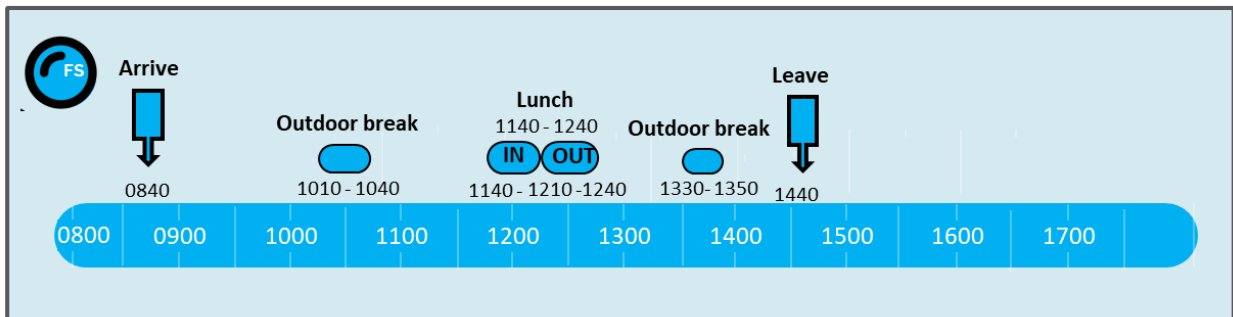 FS
Arrive
0840
Outdoor break
1010 - 1040
Lunch
1140 - 1240
IN OUT
1140 - 1210 -1240
Outdoor break
1330- 1350
Leave
1440
0800 0900 1000 1100 1200 1300 1400 1500 1600 1700